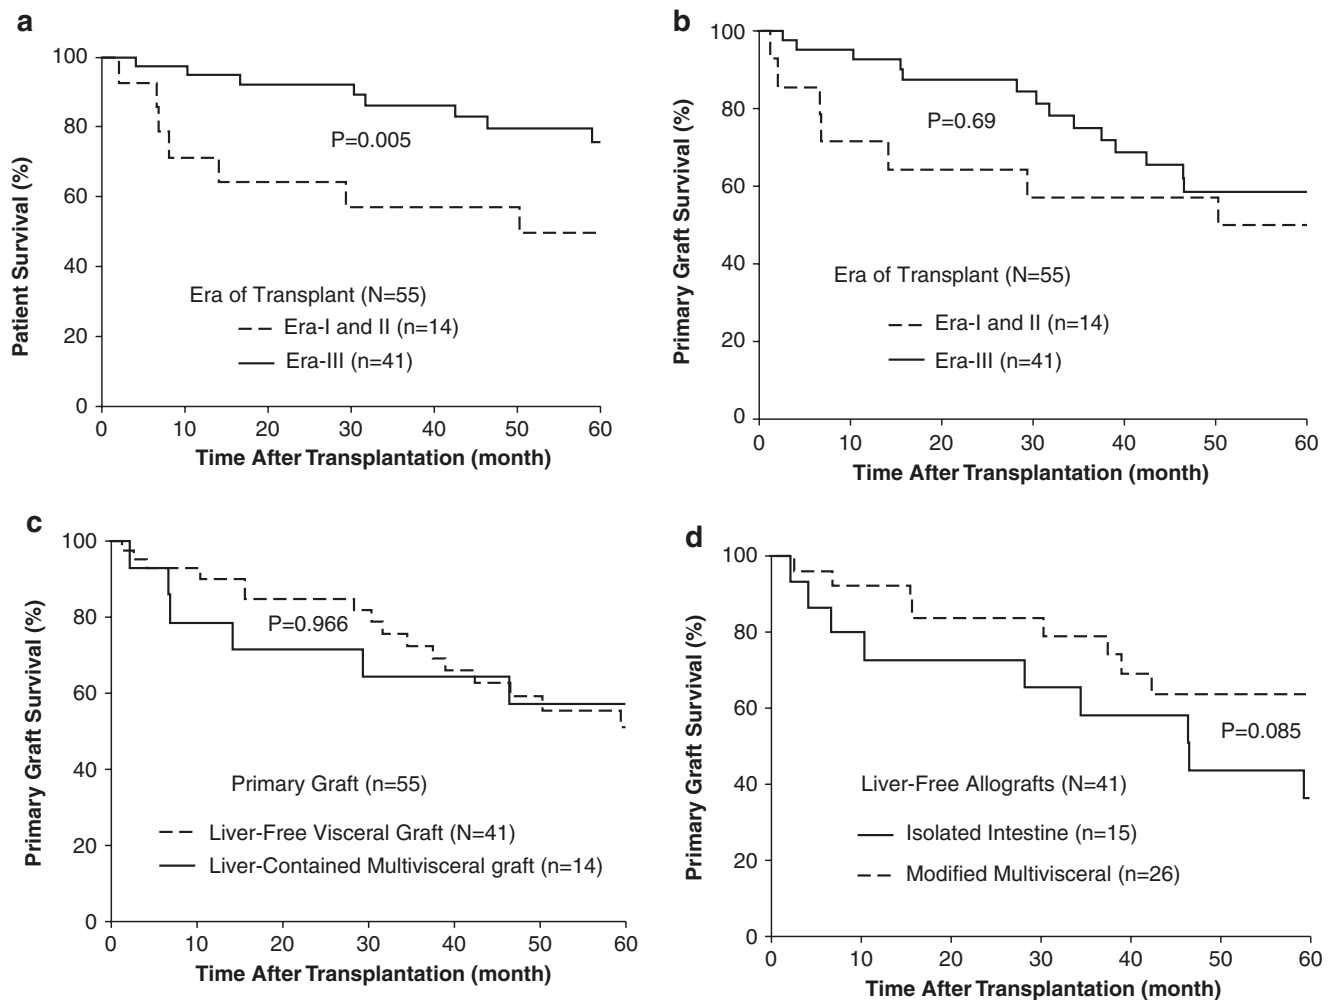 a
Patient Survival (%)
100
80
60
40
20
0
P=0.005
Era of Transplant (N=55)
Era-I and II (n=14)
Era-III (n=41)
0 10 20 30 40 50 60
Time After Transplantation (month)
b
Primary Graft Survival (%)
100
80
60
40
20
0
P=0.69
Era of Transplant (N=55)
Era-I and II (n=14)
Era-III (n=41)
0 10 20 30 40 50 60
Time After Transplantation (month)
c
Primary Graft Survival (%)
100
80
60
40
20
0
P=0.966
Primary Graft (n=55)
Liver-Free Visceral Graft (N=41)
Liver-Contained Multivisceral graft (n=14)
0 10 20 30 40 50 60
Time After Transplantation (month)
d
Primary Graft Survival (%)
100
80
60
40
20
0
P=0.085
Liver-Free Allografts (N=41)
Isolated Intestine (n=15)
Modified Multivisceral (n=26)
0 10 20 30 40 50 60
Time After Transplantation (month)